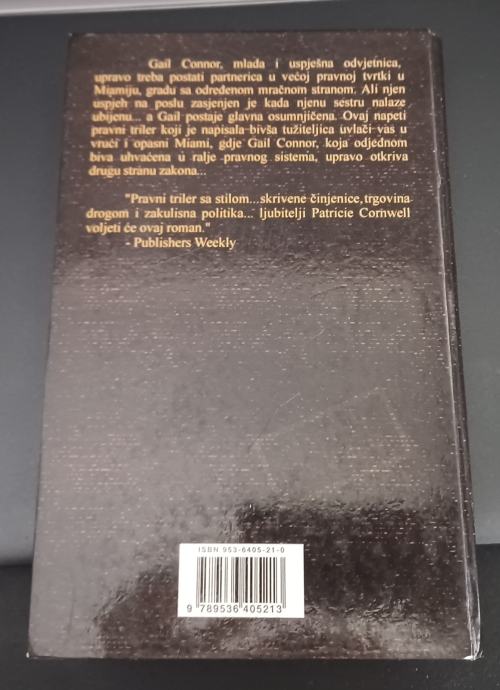 Gail Connor, mlada i uspješna odvjetnica,
upravo treba postati partnerica u većoj pravnoj tvrtki u
Miamiju, gradu sa određenom mračnom stranom. Ali njen
uspjeh na poslu zasjenjen je kada njenu sestru nalaze
ubijenu... a Gail postaje glavna osumnjičena. Ovaj napeti
pravni triler koji je napisala bivša tužiteljica uvlači vas u
vrući i opasni Miami, gdje Gail Connor, koja odjednom
biva uhvaćena u ralje pravnog sistema, upravo otkriva
drugu stranu zakona...
"Pravni triler sa stilom...skrivene činjenice,trgovina
drogom i zakulisna politika... ljubitelji Patricie Cornwell
voljeti će ovaj roman."
- Publishers Weekly
ISBN 953-6405-21-0
9 789536 405213